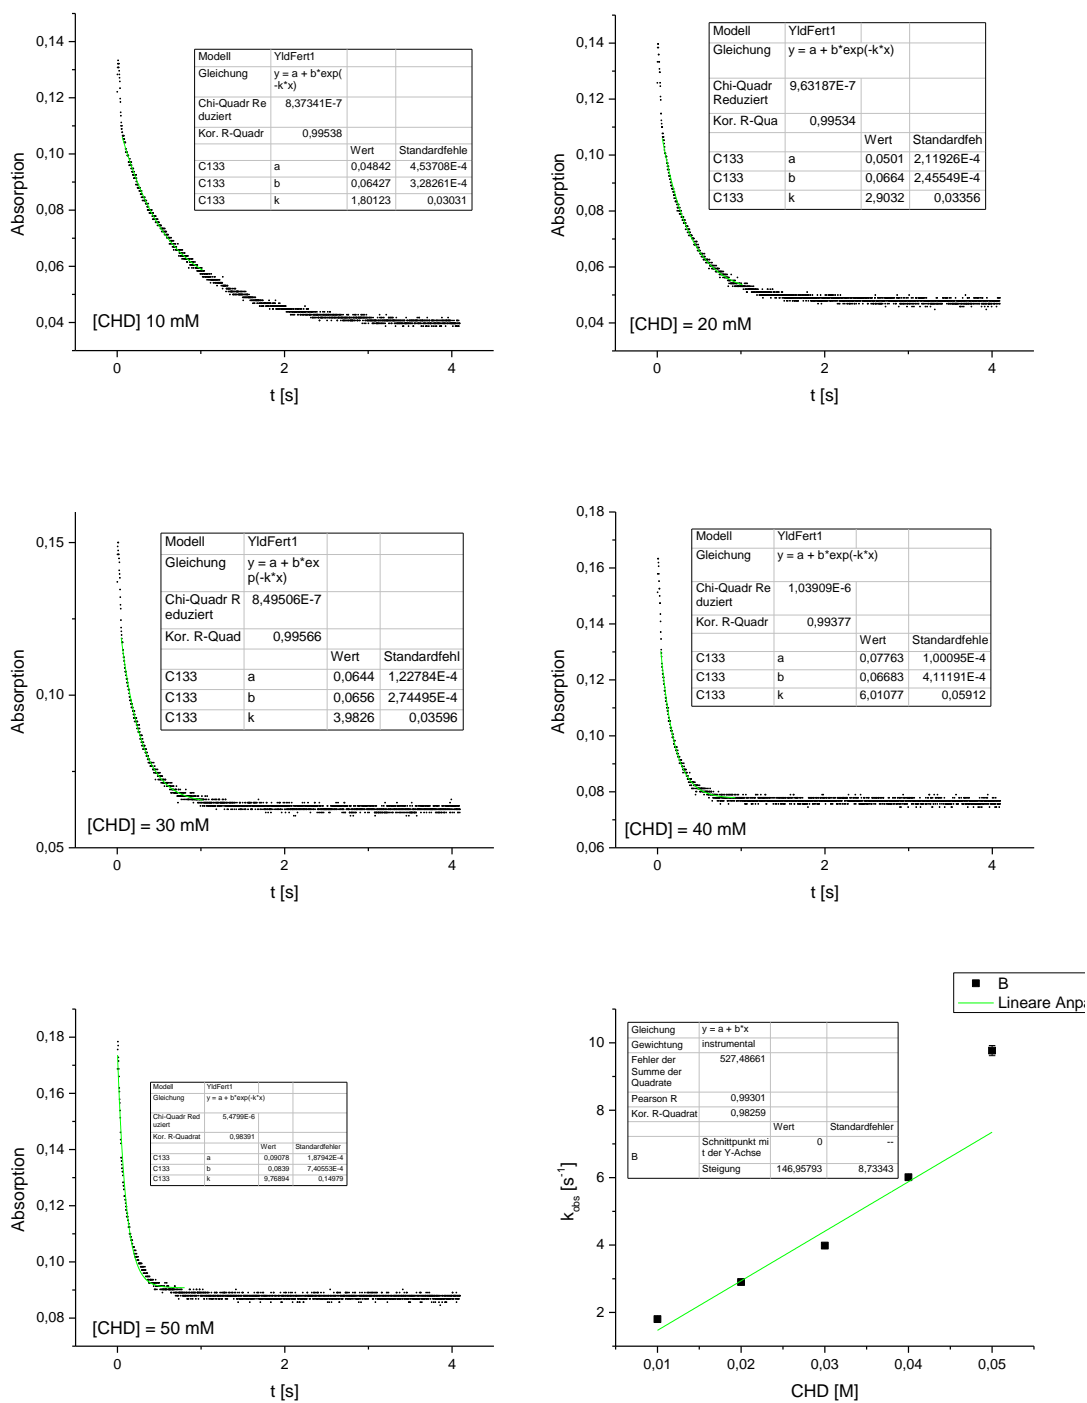 0,14
0,12
0,10
0,08
0,06
0,04
Absorption
Modell YldFert1
Gleichung y = a + b*exp(
-k*x)
Chi-Quadr Re
duziert 8,37341E-7
Kor. R-Quadr 0,99538
Wert Standardfehle
C133 a 0,04842 4,53708E-4
C133 b 0,06427 3,28261E-4
C133 k 1,80123 0,03031
[CHD] 10 mM
0 2 4
t [s]
0,14
0,12
0,10
0,08
0,06
0,04
Absorption
Modell YldFert1
Gleichung y = a + b*exp(-k*x)
Chi-Quadr
Reduziert 9,63187E-7
Kor. R-Qua 0,99534
Wert Standardfeh
C133 a 0,0501 2,11926E-4
C133 b 0,0664 2,45549E-4
C133 k 2,9032 0,03356
[CHD] = 20 mM
0 2 4
t [s]
0,15
0,10
0,05
Absorption
Modell YldFert1
Gleichung y = a + b*ex
p(-k*x)
Chi-Quadr R
eduziert 8,49506E-7
Kor. R-Quad 0,99566
Wert Standardfehl
C133 a 0,0644 1,22784E-4
C133 b 0,0656 2,74495E-4
C133 k 3,9826 0,03596
[CHD] = 30 mM
0 2 4
t [s]
0,18
0,16
0,14
0,12
0,10
0,08
0,06
Absorption
Modell YldFert1
Gleichung y = a + b*exp(-k*x)
Chi-Quadr Re
duziert 1,03909E-6
Kor. R-Quadr 0,99377
Wert Standardfehle
C133 a 0,07763 1,00095E-4
C133 b 0,06683 4,11191E-4
C133 k 6,01077 0,05912
[CHD] = 40 mM
0 2 4
t [s]
0,18
0,16
0,14
0,12
0,10
0,08
Absorption
Modell YldFert1
Gleichung y = a + b*exp(-k*x)
Chi-Quadr Red
uziert 5,4799E-6
Kor. R-Quadrat 0,98391
Wert Standardfehler
C133 a 0,09078 1,87942E-4
C133 b 0,0839 7,40553E-4
C133 k 9,76894 0,14979
[CHD] = 50 mM
0 2 4
t [s]
B
Lineare Anpa
10
8
6
4
2
k_obs [s⁻¹]
Gleichung y = a + b*x
Gewichtung instrumental
Fehler der
Summe der
Quadrate 527,48661
Pearson R 0,99301
Kor. R-Quadrat 0,98259
Wert Standardfehler
B Schnittpunkt mi
t der Y-Achse 0 --
Steigung 146,95793 8,73343
0,01 0,02 0,03 0,04 0,05
CHD [M]